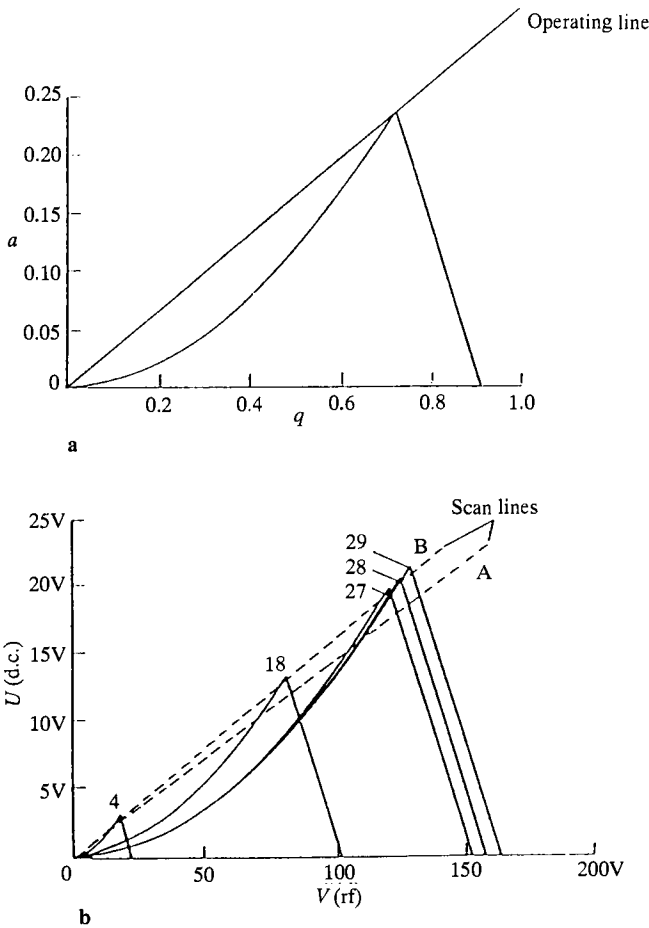 Operating line
0.25
0.20
0.15
a
0.10
0.05
0
0.2 0.4 0.6 0.8 1.0
q
a
Scan lines
25V
29 B
28
20V
27 A
15V
18
U (d.c.)
10V
5V
4
0 50 100 150 200V
V (rf)
b